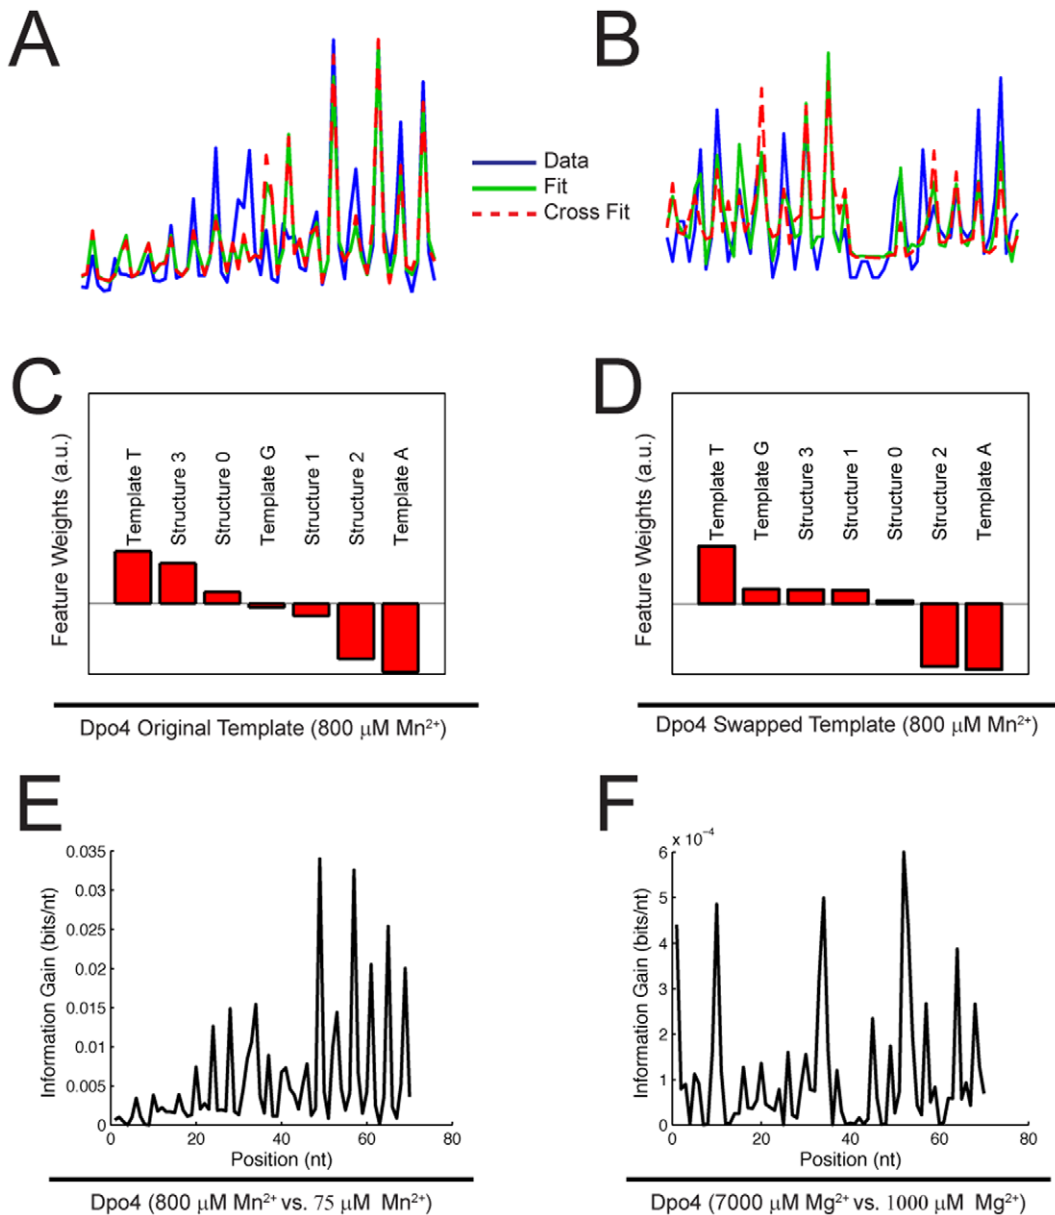 A
B
Data
Fit
Cross Fit
C
D
Feature Weights (a.u.)
Template T
Structure 3
Structure 0
Template G
Structure 1
Structure 2
Template A
Feature Weights (a.u.)
Template T
Template G
Structure 3
Structure 1
Structure 0
Structure 2
Template A
Dpo4 Original Template (800 µM Mn²⁺)
Dpo4 Swapped Template (800 µM Mn²⁺)
E
F
Information Gain (bits/nt)
0.035
0.03
0.025
0.02
0.015
0.01
0.005
0
0 20 40 60 80
Position (nt)
x 10⁻⁴
Information Gain (bits/nt)
6
5
4
3
2
1
0
0 20 40 60 80
Position (nt)
Dpo4 (800 µM Mn²⁺ vs. 75 µM Mn²⁺)
Dpo4 (7000 µM Mg²⁺ vs. 1000 µM Mg²⁺)